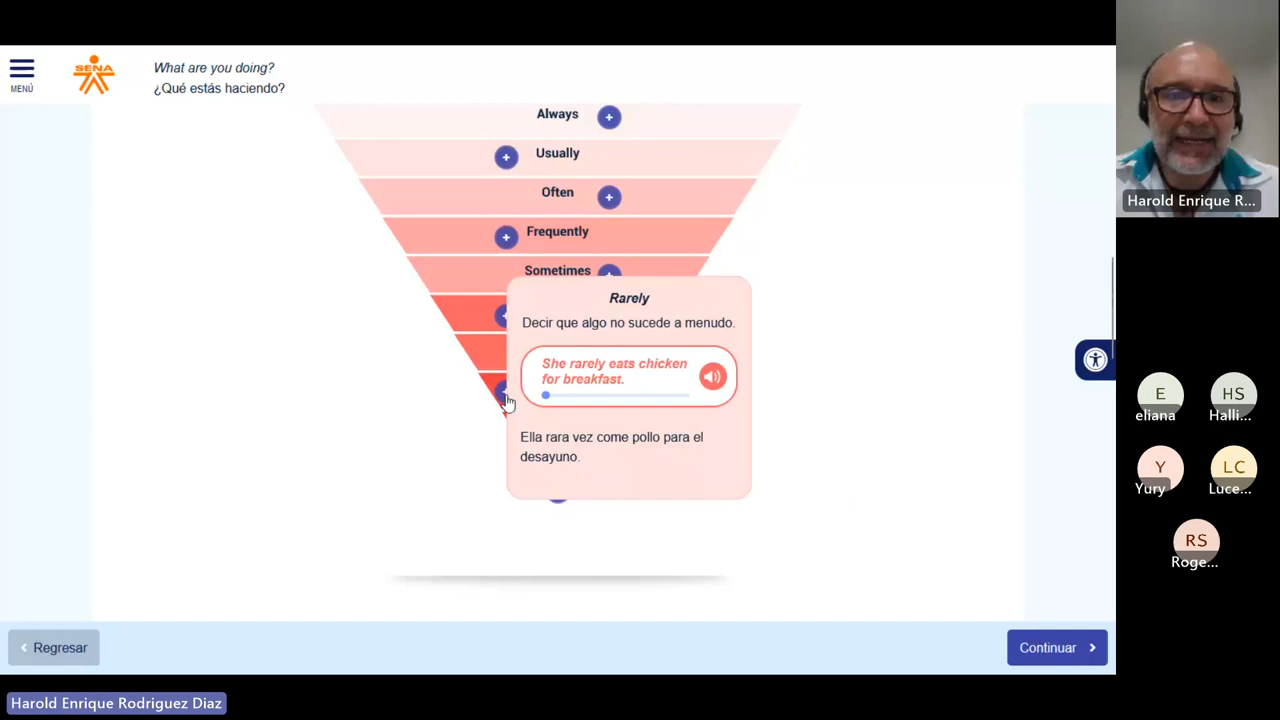 What are you doing?
MENÚ
SENA
¿Qué estás haciendo?
Always
Usually
Often
Frequently
Sometimes
Rarely
Decir que algo no sucede a menudo.
She rarely eats chicken
for breakfast.
Ella rara vez come pollo para el
desayuno.
Regresar
Continuar
Harold Enrique R...
E
eliana
HS
Halli...
Y
Yury
LC
Luce...
RS
Roge...
Harold Enrique Rodriguez Diaz